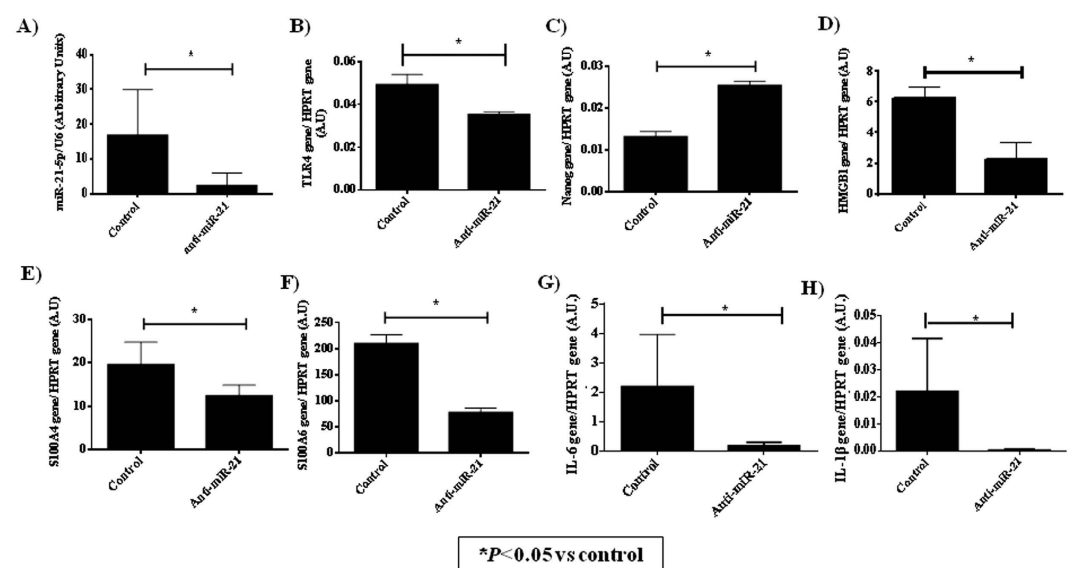 A)
miR-21-5p/U6 (Arbitrary Units)
40
30
20
10
0
*
Control
Anti-miR-21
B)
TLR4 gene/ HPRT gene
(A.U)
0.06
0.04
0.02
0.00
*
Control
Anti-miR-21
C)
Nanog gene/HPRT gene (A.U)
0.03
0.02
0.01
0.00
*
Control
Anti-miR-21
D)
HMGB1 gene/ HPRT gene (A.U)
8
6
4
2
0
*
Control
Anti-miR-21
E)
S100A4 gene/HPRT gene (A.U)
30
20
10
0
*
Control
Anti-miR-21
F)
S100A6 gene/ HPRT gene (A.U)
250
200
150
100
50
0
*
Control
Anti-miR-21
G)
IL-6 gene/HPRT gene (A.U.)
5
4
3
2
1
0
*
Control
Anti-miR-21
H)
IL-1β gene/HPRT gene (A.U.)
0.05
0.04
0.03
0.02
0.01
0.00
*
Control
Anti-miR-21
*P<0.05 vs control